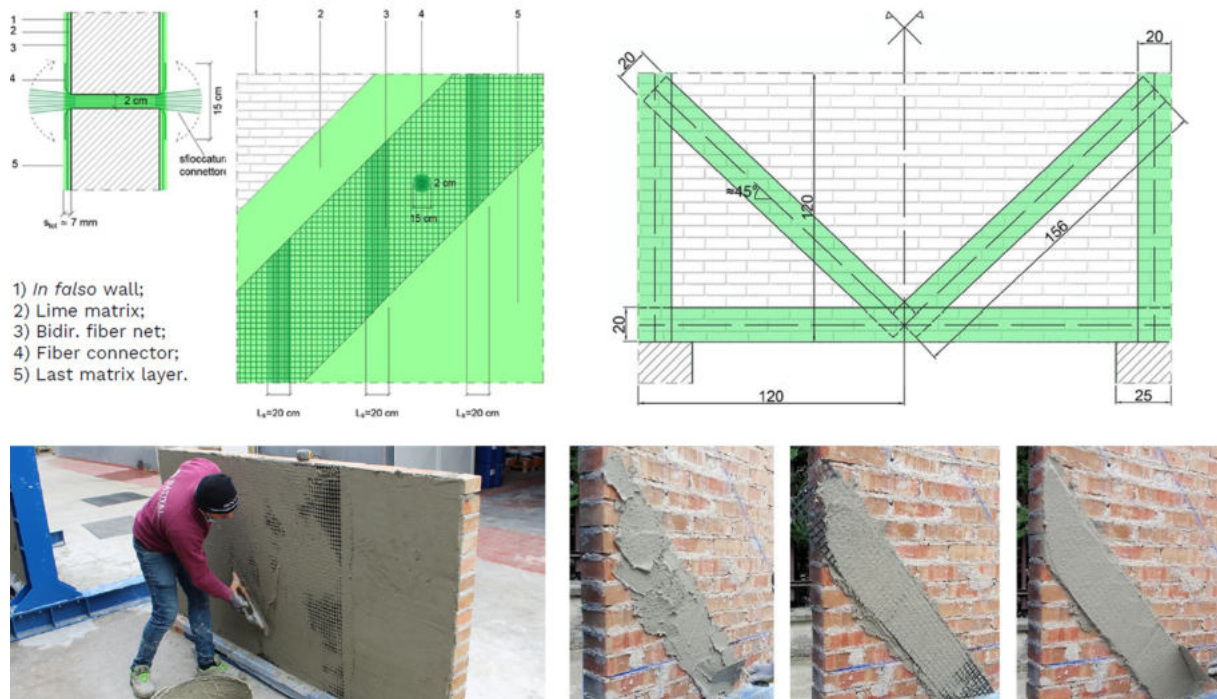 1
2
3
4
5
2 cm
15 cm
sfioccatura
connettore
s_tot ≃ 7 mm
1
2
3
4
5
2 cm
15 cm
L_s=20 cm
L_s=20 cm
L_s=20 cm
1) In falso wall;
2) Lime matrix;
3) Bidir. fiber net;
4) Fiber connector;
5) Last matrix layer.
20
20
≈45°
120
156
20
120
25